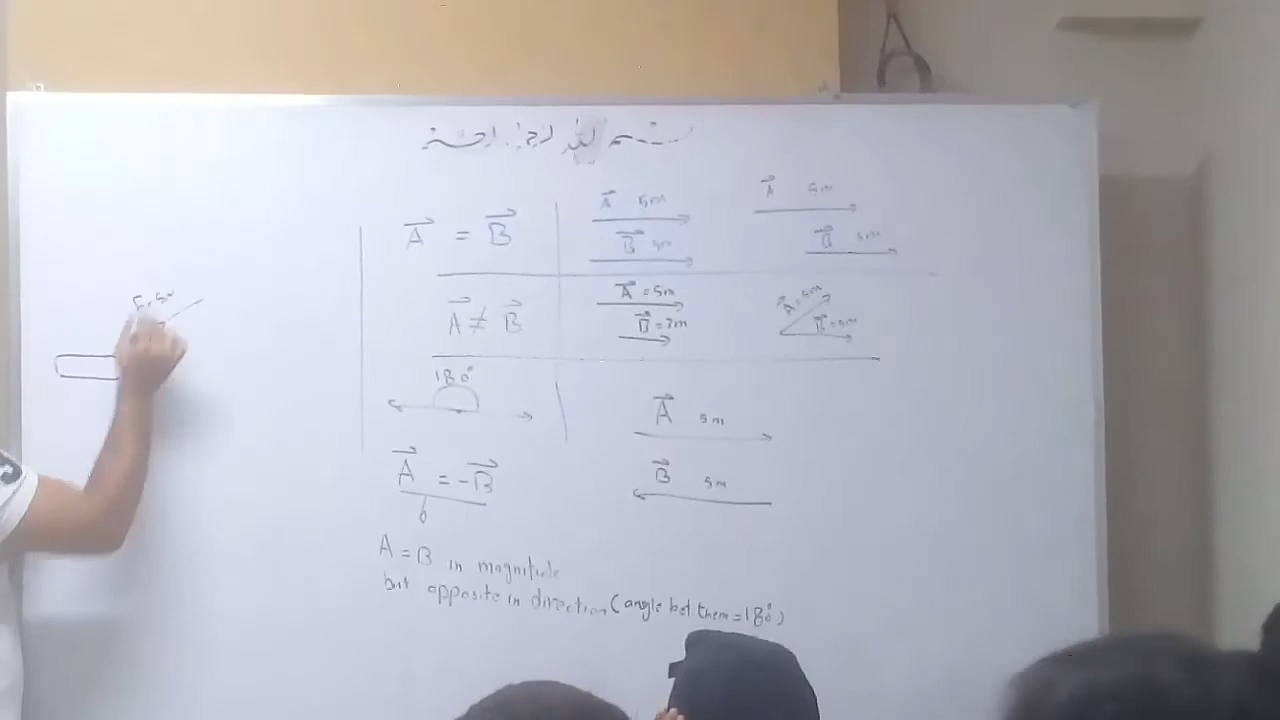 بسم الله الرحمن الرحيم
A = B
A 5m
B 5m
A 5m
B 5m
A ≠ B
A = 5m
B = 2m
A = 5m
B = 5m
180°
A = -B
A 5m
B 5m
A = B in magnitude
but opposite in direction (angle bet. them = 180°)